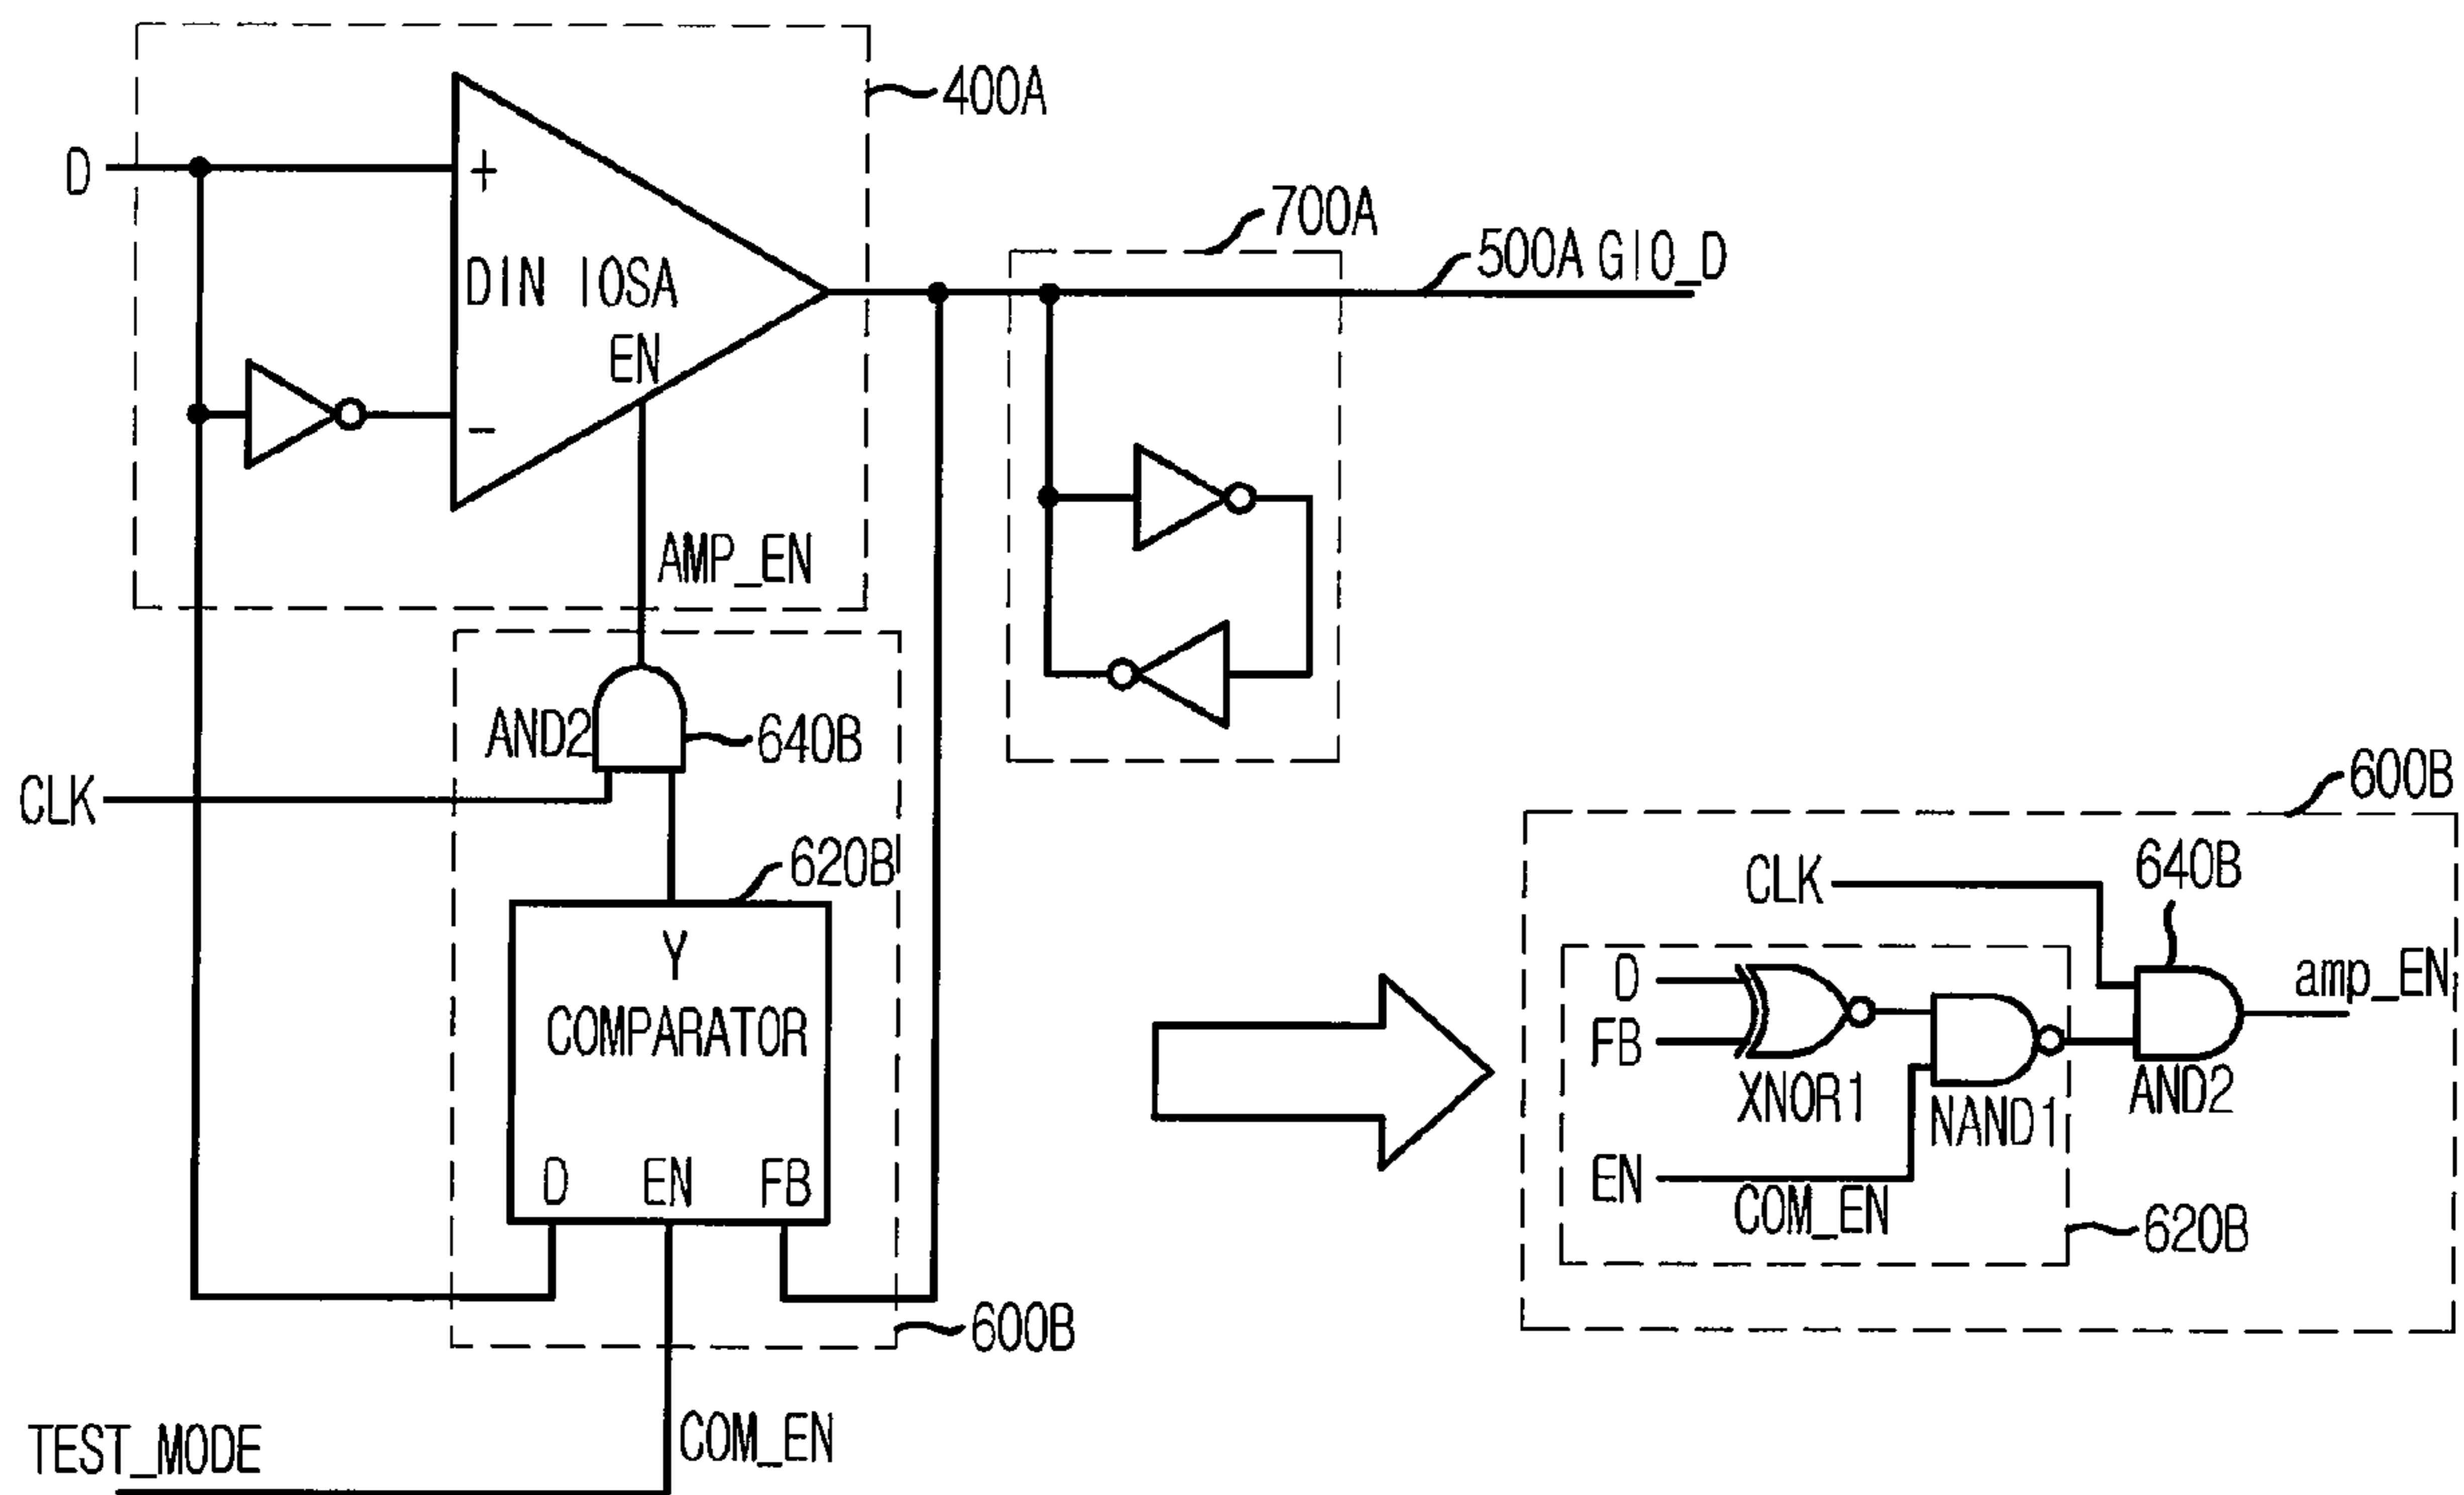 400A
D
+
DIN IOSA
EN
-
AMP_EN
700A
500A GIO_D
AND2
640B
CLK
620B
Y
COMPARATOR
D EN FB
600B
TEST_MODE
COM_EN
600B
CLK
640B
D
FB
XNOR1
NAND1
AND2
amp_EN
EN
COM_EN
620B